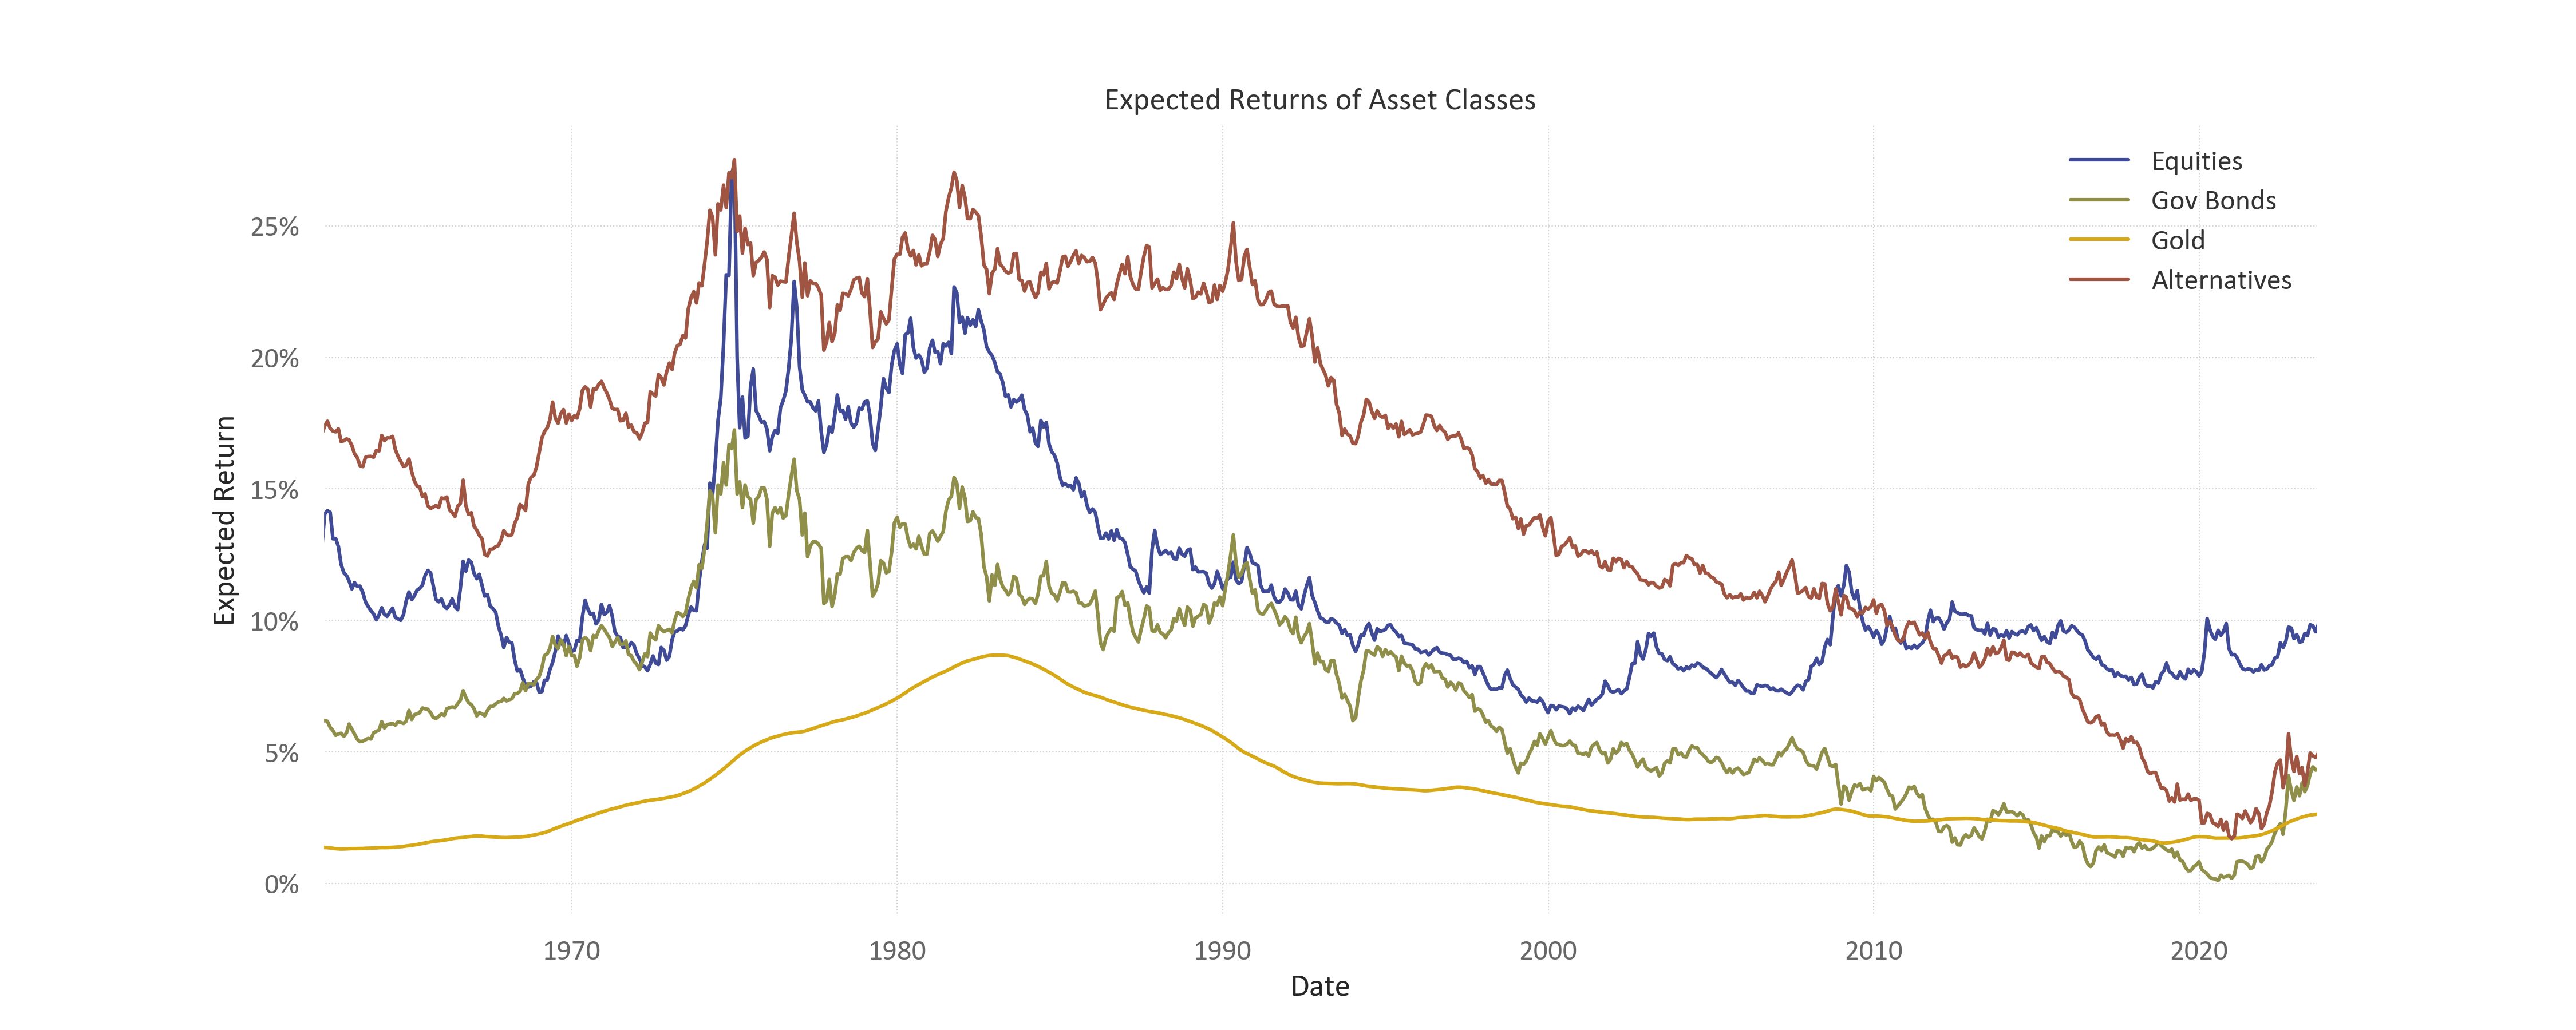 Expected Returns of Asset Classes
Equities
Gov Bonds
Gold
Alternatives
Expected Return
25%
20%
15%
10%
5%
0%
1970
1980
1990
2000
2010
2020
Date